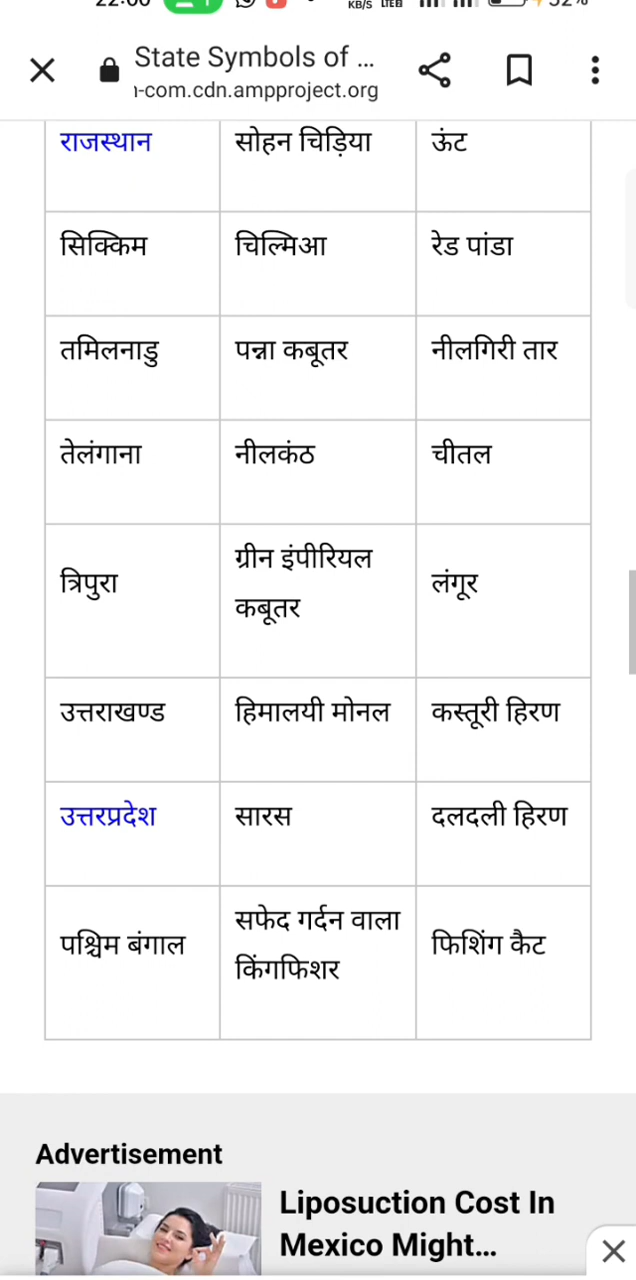 State Symbols of ...
-com.cdn.ampproject.org
राजस्थान सोहन चिड़िया ऊंट
सिक्किम चिल्मिआ रेड पांडा
तमिलनाडु पन्ना कबूतर नीलगिरी तार
तेलंगाना नीलकंठ चीतल
त्रिपुरा ग्रीन इंपीरियल कबूतर लंगूर
उत्तराखण्ड हिमालयी मोनल कस्तूरी हिरण
उत्तरप्रदेश सारस दलदली हिरण
पश्चिम बंगाल सफेद गर्दन वाला किंगफिशर फिशिंग कैट
Advertisement
Liposuction Cost In
Mexico Might...